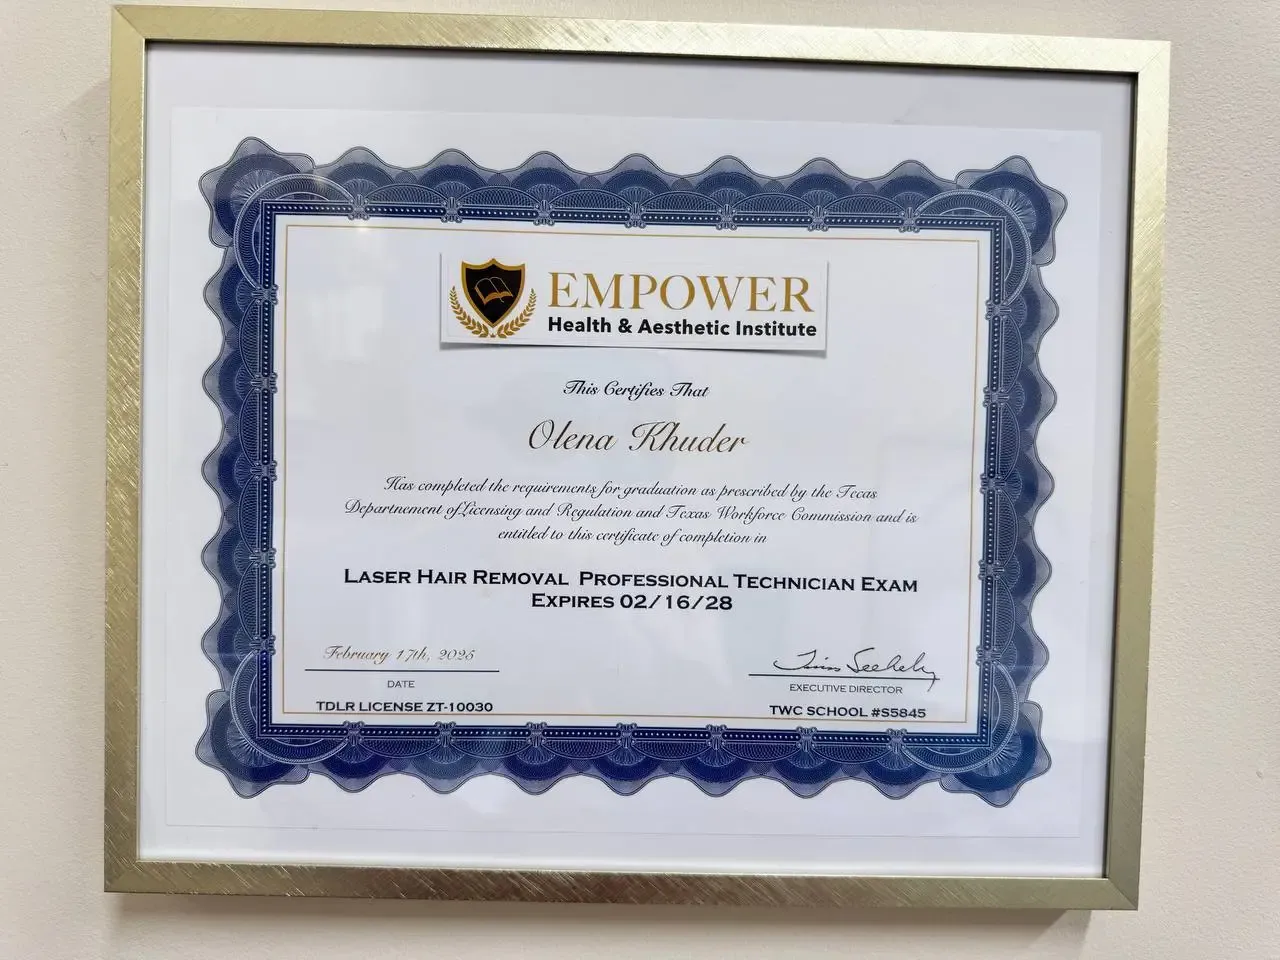 EMPOWER
Health & Aesthetic Institute
This Certifies That
Olena Khuder
Has completed the requirements for graduation as prescribed by the Tecas
Departnement of Licensing and Regulation and Texas Workforce Commission and is
entitled to this certificate of completion in
LASER HAIR REMOVAL PROFESSIONAL TECHNICIAN EXAM
EXPIRES 02/16/28
February 17th, 2025
DATE
EXECUTIVE DIRECTOR
TDLR LICENSE ZT-10030
TWC SCHOOL #S5845